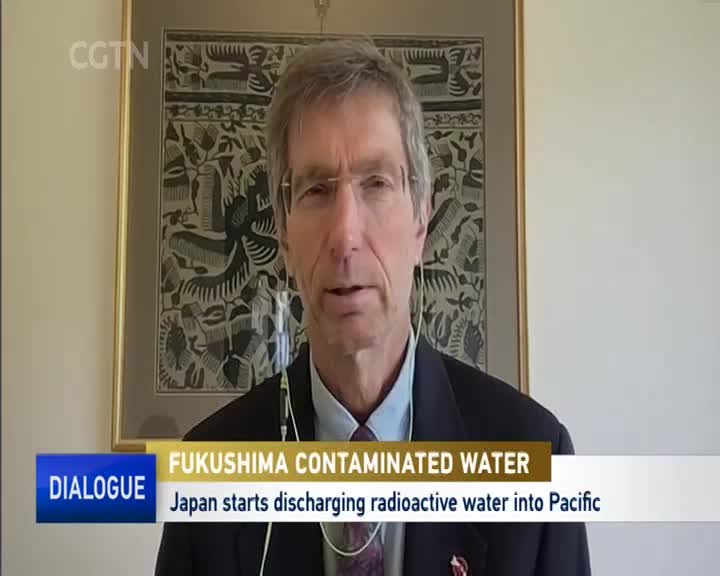 CGTN
FUKUSHIMA CONTAMINATED WATER
DIALOGUE
Japan starts discharging radioactive water into Pacific